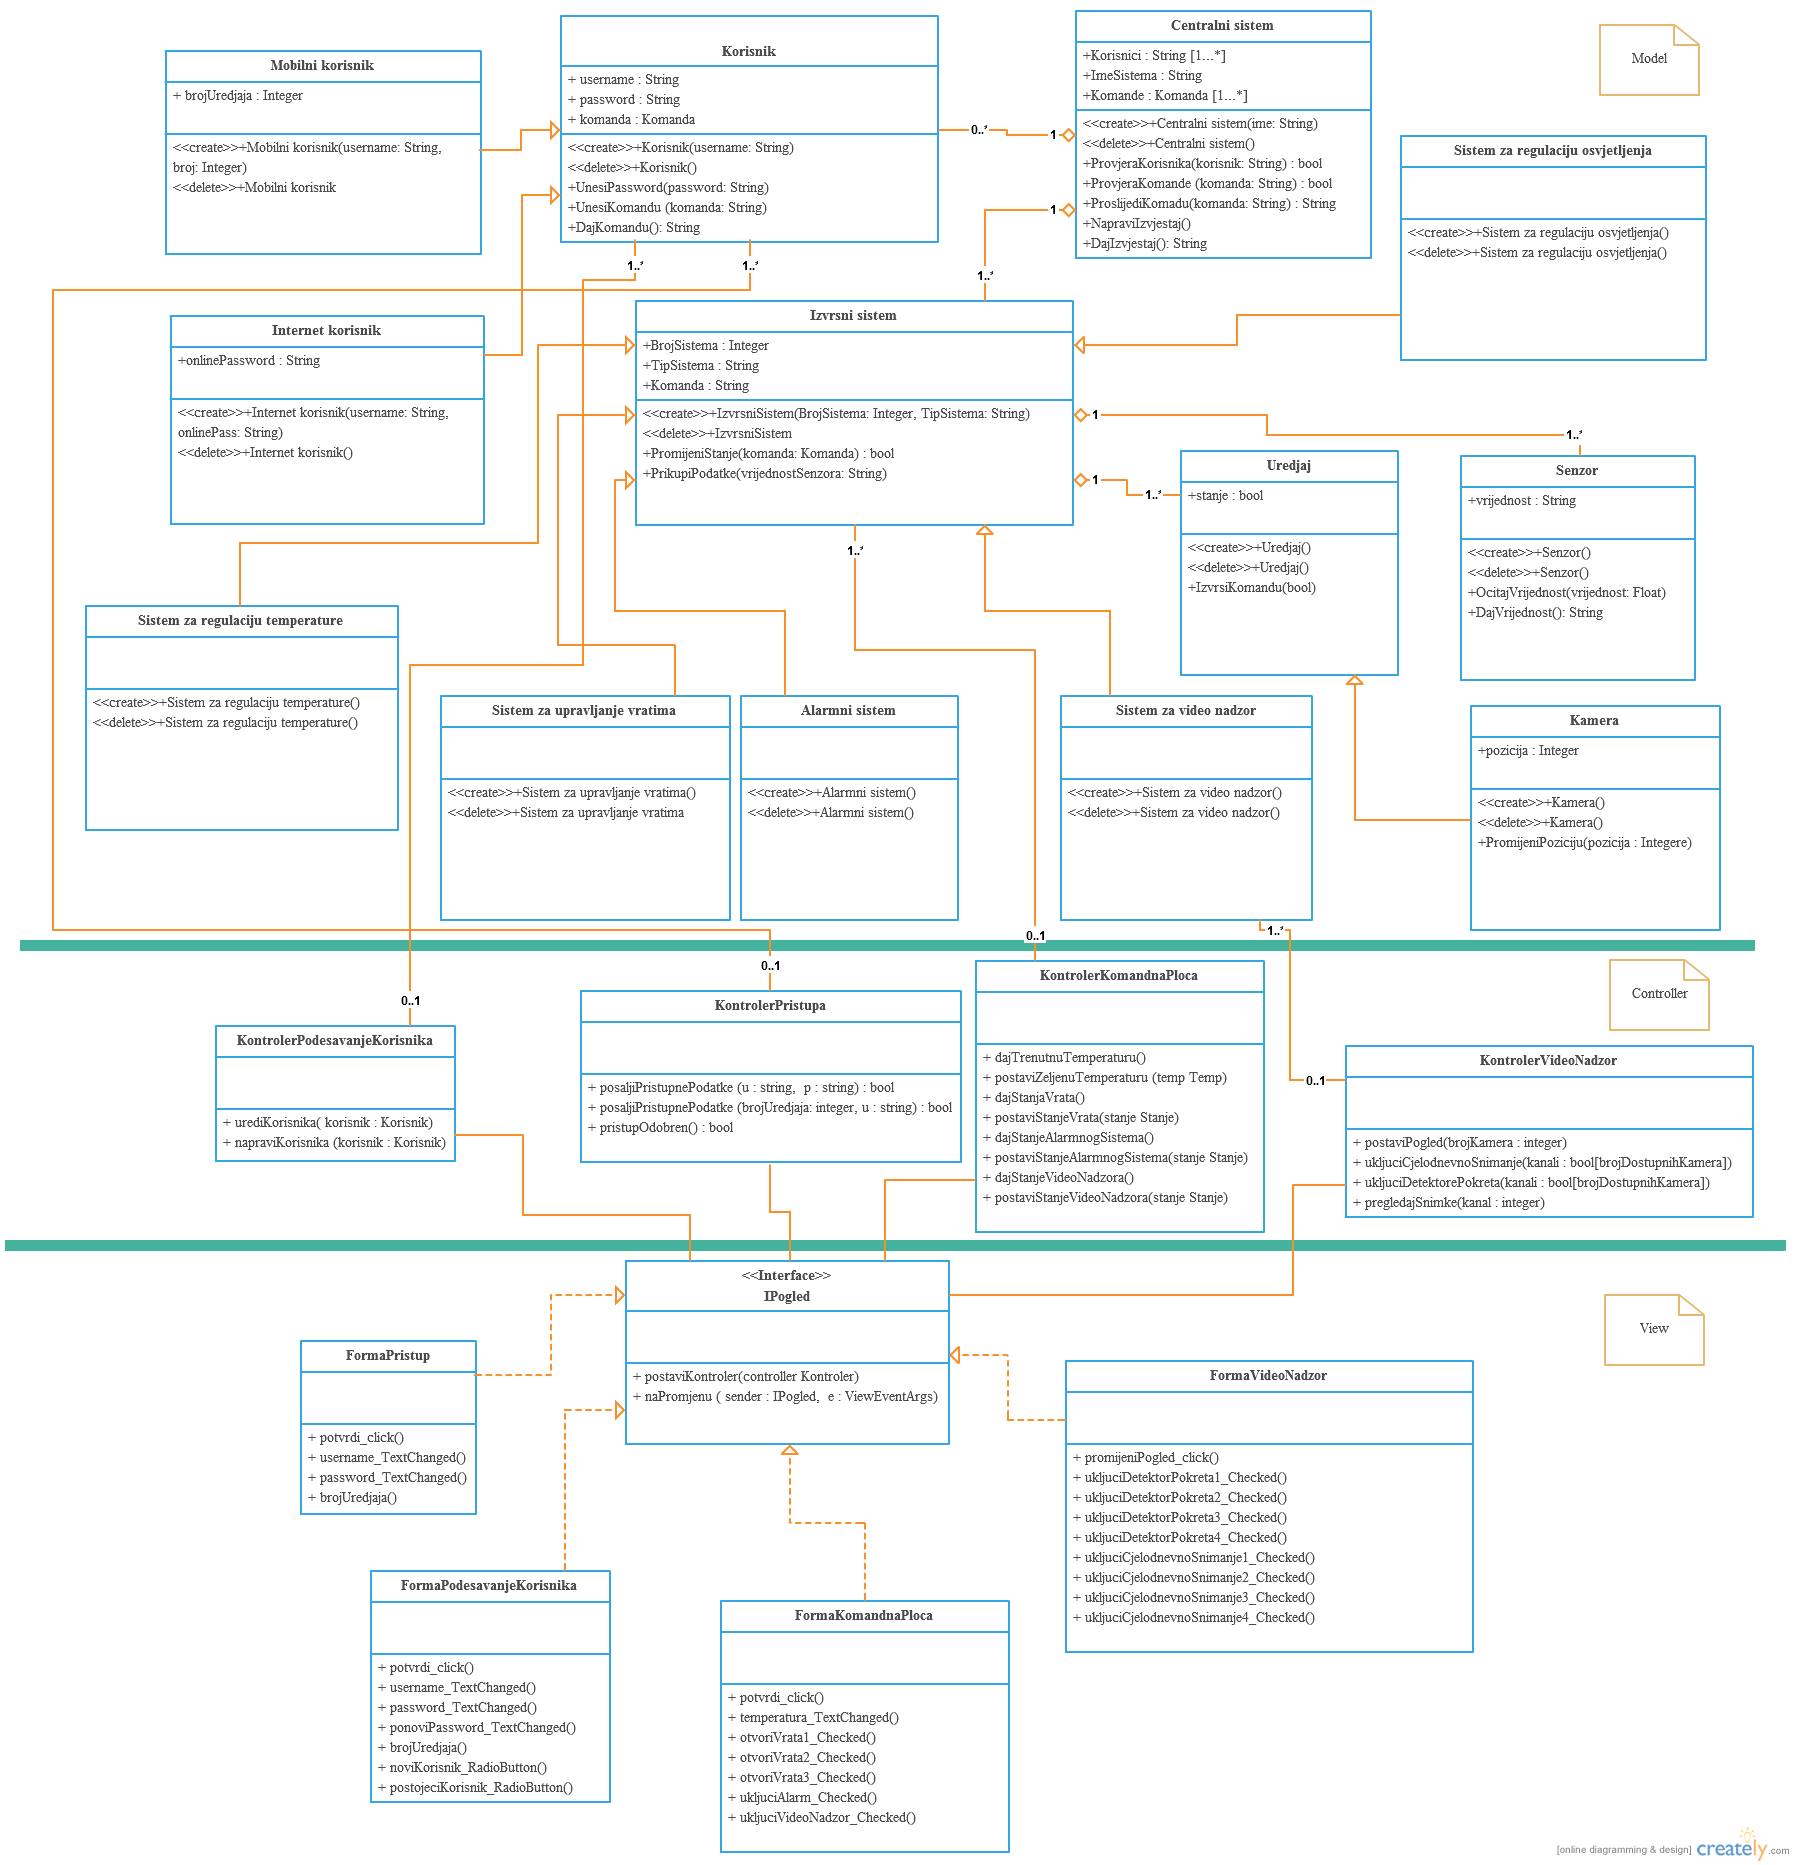 Mobilni korisnik
+ brojUredjaja : Integer
<<create>>+Mobilni korisnik(username: String,
broj: Integer)
<<delete>>+Mobilni korisnik
Korisnik
+ username : String
+ password : String
+ komanda : Komanda
<<create>>+Korisnik(username: String)
<<delete>>+Korisnik()
+UnesiPassword(password: String)
+UnesiKomandu (komanda: String)
+DajKomandu(): String
Centralni sistem
+Korisnici : String [1...*]
+ImeSistema : String
+Komande : Komanda [1...*]
<<create>>+Centralni sistem(ime: String)
<<delete>>+Centralni sistem()
+ProvjeraKorisnika(korisnik: String) : bool
+ProvjeraKomande (komanda: String) : bool
+ProslijediKomadu(komanda: String) : String
+NapraviIzvjestaj()
+DajIzvjestaj(): String
Model
0..*
1
1
1..*
1..*
1..*
Sistem za regulaciju osvjetljenja
<<create>>+Sistem za regulaciju osvjetljenja()
<<delete>>+Sistem za regulaciju osvjetljenja()
Internet korisnik
+onlinePassword : String
<<create>>+Internet korisnik(username: String,
onlinePass: String)
<<delete>>+Internet korisnik()
Izvrsni sistem
+BrojSistema : Integer
+TipSistema : String
+Komanda : String
<<create>>+IzvrsniSistem(BrojSistema: Integer, TipSistema: String)
<<delete>>+IzvrsniSistem
+PromijeniStanje(komanda: Komanda) : bool
+PrikupiPodatke(vrijednostSenzora: String)
1
1..*
1
1..*
1..*
Uredjaj
+stanje : bool
<<create>>+Uredjaj()
<<delete>>+Uredjaj()
+IzvrsiKomandu(bool)
Senzor
+vrijednost : String
<<create>>+Senzor()
<<delete>>+Senzor()
+OcitajVrijednost(vrijednost: Float)
+DajVrijednost(): String
Sistem za regulaciju temperature
<<create>>+Sistem za regulaciju temperature()
<<delete>>+Sistem za regulaciju temperature()
Sistem za upravljanje vratima
<<create>>+Sistem za upravljanje vratima()
<<delete>>+Sistem za upravljanje vratima
Alarmni sistem
<<create>>+Alarmni sistem()
<<delete>>+Alarmni sistem()
Sistem za video nadzor
<<create>>+Sistem za video nadzor()
<<delete>>+Sistem za video nadzor()
Kamera
+pozicija : Integer
<<create>>+Kamera()
<<delete>>+Kamera()
+PromijeniPoziciju(pozicija : Integere)
1..*
0..1
0..1
0..1
0..1
Controller
KontrolerPodesavanjeKorisnika
+ urediKorisnika( korisnik : Korisnik)
+ napraviKorisnika (korisnik : Korisnik)
KontrolerPristupa
+ posaljiPristupnePodatke (u : string,  p : string) : bool
+ posaljiPristupnePodatke (brojUredjaja: integer, u : string) : bool
+ pristupOdobren() : bool
KontrolerKomandnaPloca
+ dajTrenutnuTemperaturu()
+ postaviZeljenuTemperaturu (temp Temp)
+ dajStanjaVrata()
+ postaviStanjeVrata(stanje Stanje)
+ dajStanjeAlarmnogSistema()
+ postaviStanjeAlarmnogSistema(stanje Stanje)
+ dajStanjeVideoNadzora()
+ postaviStanjeVideoNadzora(stanje Stanje)
KontrolerVideoNadzor
+ postaviPogled(brojKamera : integer)
+ ukljuciCjelodnevnoSnimanje(kanali : bool[brojDostupnihKamera])
+ ukljuciDetektorePokreta(kanali : bool[brojDostupnihKamera])
+ pregledajSnimke(kanal : integer)
<<Interface>>
IPogled
+ postaviKontroler(controller Kontroler)
+ naPromjenu ( sender : IPogled,  e : ViewEventArgs)
View
FormaPristup
+ potvrdi_click()
+ username_TextChanged()
+ password_TextChanged()
+ brojUredjaja()
FormaVideoNadzor
+ promijeniPogled_click()
+ ukljuciDetektorPokreta1_Checked()
+ ukljuciDetektorPokreta2_Checked()
+ ukljuciDetektorPokreta3_Checked()
+ ukljuciDetektorPokreta4_Checked()
+ ukljuciCjelodnevnoSnimanje1_Checked()
+ ukljuciCjelodnevnoSnimanje2_Checked()
+ ukljuciCjelodnevnoSnimanje3_Checked()
+ ukljuciCjelodnevnoSnimanje4_Checked()
FormaPodesavanjeKorisnika
+ potvrdi_click()
+ username_TextChanged()
+ password_TextChanged()
+ ponoviPassword_TextChanged()
+ brojUredjaja()
+ noviKorisnik_RadioButton()
+ postojeciKorisnik_RadioButton()
FormaKomandnaPloca
+ potvrdi_click()
+ temperatura_TextChanged()
+ otvoriVrata1_Checked()
+ otvoriVrata2_Checked()
+ otvoriVrata3_Checked()
+ ukljuciAlarm_Checked()
+ ukljuciVideoNadzor_Checked()
[online diagramming & design] creately.com